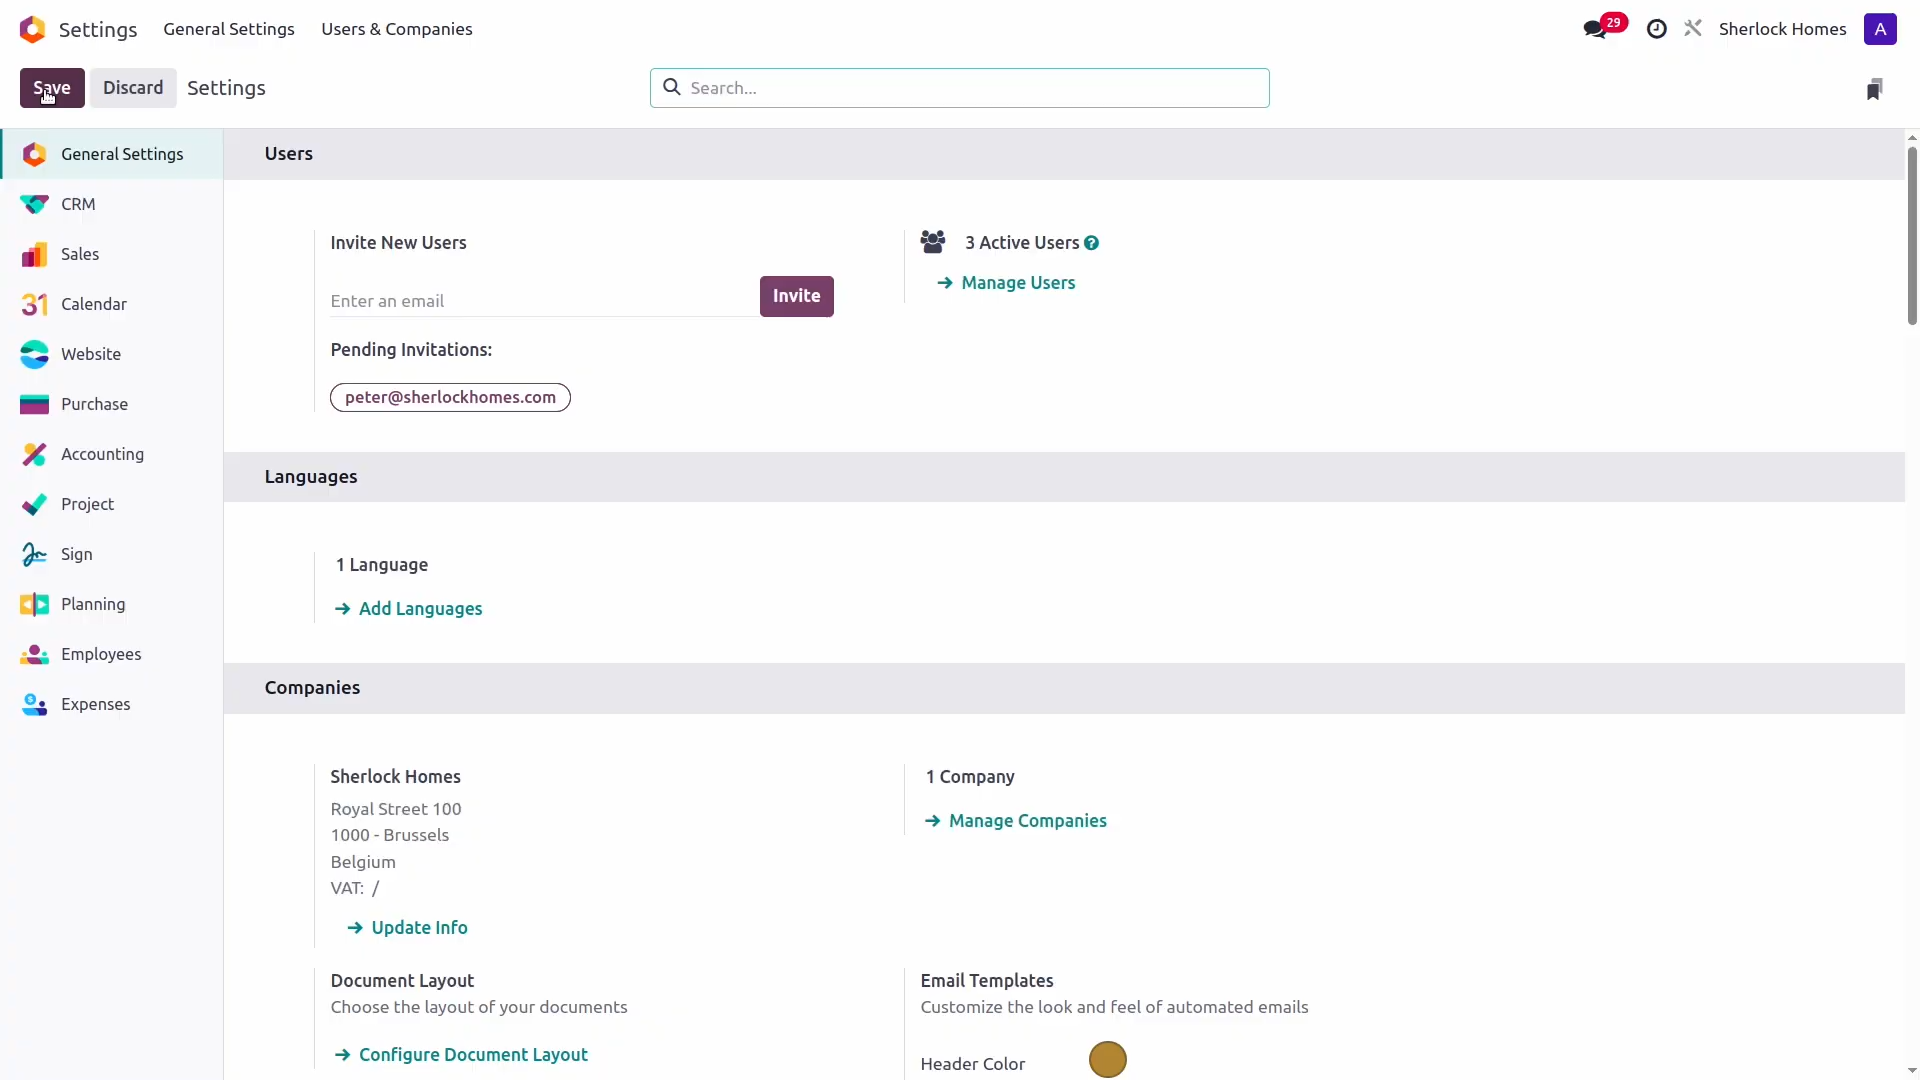 Settings General Settings Users & Companies 29 Sherlock Homes A
Save Discard Settings Search...
General Settings
CRM
Sales
31 Calendar
Website
Purchase
Accounting
Project
Sign
Planning
Employees
$ Expenses
Users
Invite New Users
Enter an email Invite
Pending Invitations:
peter@sherlockhomes.com
3 Active Users ?
→ Manage Users
Languages
1 Language
→ Add Languages
Companies
Sherlock Homes
Royal Street 100
1000 - Brussels
Belgium
VAT: /
→ Update Info
1 Company
→ Manage Companies
Document Layout
Choose the layout of your documents
→ Configure Document Layout
Email Templates
Customize the look and feel of automated emails
Header Color